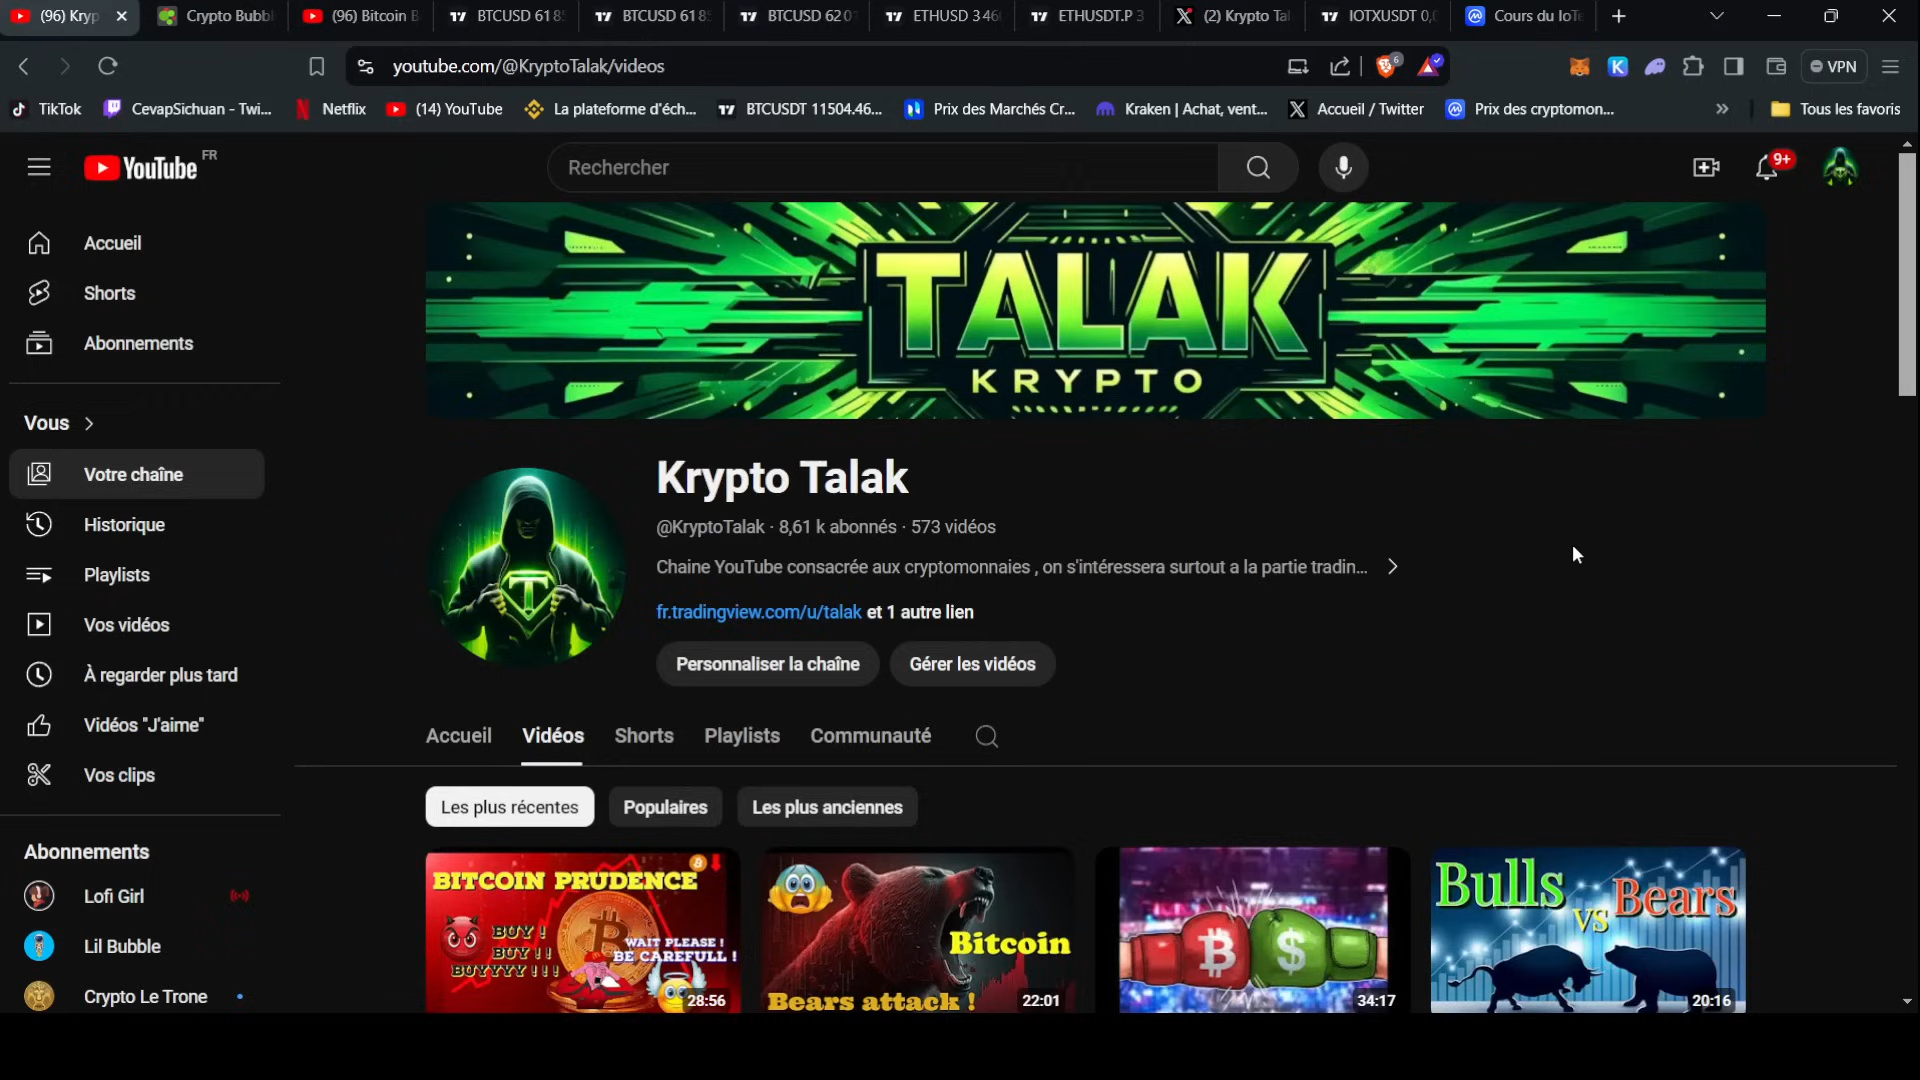 (96) Kryp
Crypto Bubbl
(96) Bitcoin B
BTCUSD 61 85
BTCUSD 61 85
BTCUSD 62 01
ETHUSD 3 46
ETHUSDT.P 3
(2) Krypto Tal
IOTXUSDT 0,0
Cours du IoTe
youtube.com/@KryptoTalak/videos
6
VPN
TikTok
CevapSichuan - Twi...
Netflix
(14) YouTube
La plateforme d'éch...
BTCUSDT 11504.46...
Prix des Marchés Cr...
Kraken | Achat, vent...
Accueil / Twitter
Prix des cryptomon...
»
Tous les favoris
YouTube FR
Rechercher
9+
Accueil
Shorts
Abonnements
Vous
Votre chaîne
Historique
Playlists
Vos vidéos
À regarder plus tard
Vidéos "J'aime"
Vos clips
Abonnements
Lofi Girl
Lil Bubble
Crypto Le Trone
TALAK
KRYPTO
T
Krypto Talak
@KryptoTalak · 8,61 k abonnés · 573 vidéos
Chaine YouTube consacrée aux cryptomonnaies , on s'intéressera surtout a la partie tradin...
fr.tradingview.com/u/talak et 1 autre lien
Personnaliser la chaîne
Gérer les vidéos
Accueil
Vidéos
Shorts
Playlists
Communauté
Les plus récentes
Populaires
Les plus anciennes
BITCOIN PRUDENCE
BUY !
BUY !!
BUYYYY !!!
WAIT PLEASE !
BE CAREFULL !
28:56
Bitcoin
Bears attack !
22:01
34:17
Bulls
vs
Bears
20:16